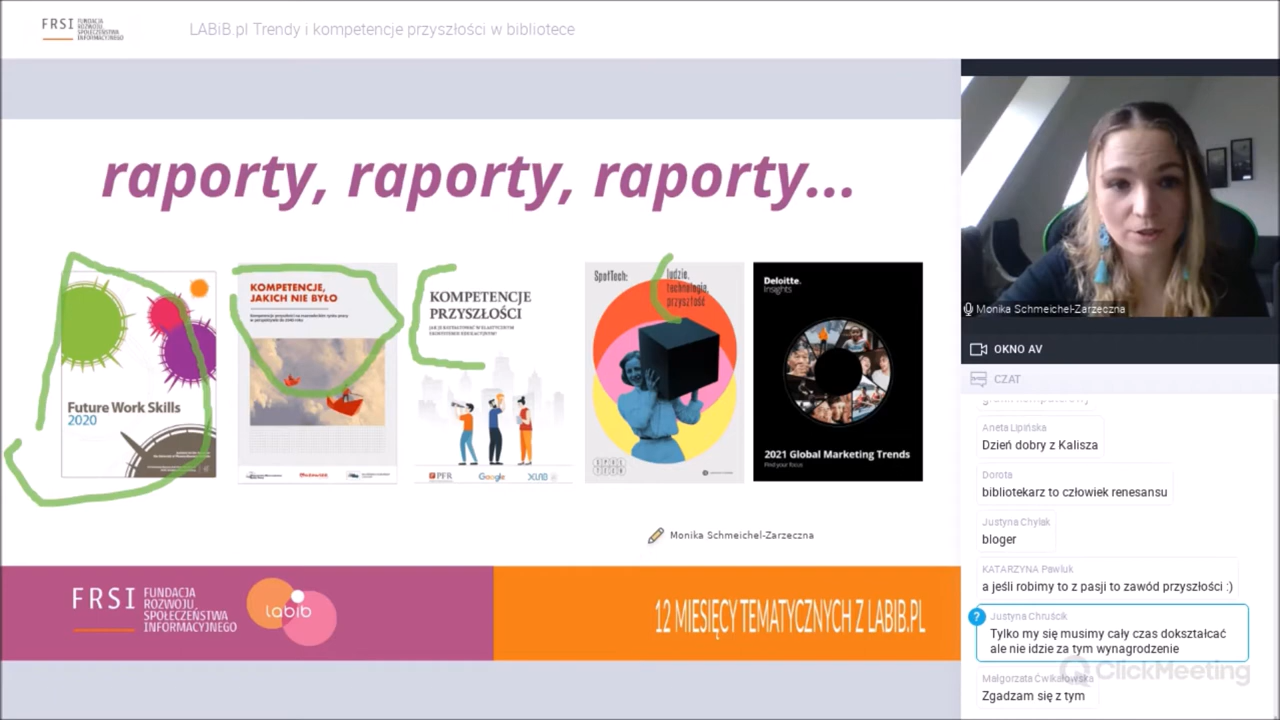 FRSI
FUNDACJA
ROZWOJU
SPOŁECZEŃSTWA
INFORMACYJNEGO
LABiB.pl Trendy i kompetencje przyszłości w bibliotece
raporty, raporty, raporty...
Future Work Skills
2020
KOMPETENCJE,
JAKICH NIE BYŁO
KOMPETENCJE
PRZYSZŁOŚCI
PFR
Google
SpotTech:
ludzie,
technologie,
przyszłość
Deloitte.
Insights
2021 Global Marketing Trends
Find your focus
Monika Schmeichel-Zarzeczna
FRSI
FUNDACJA
ROZWOJU
SPOŁECZEŃSTWA
INFORMACYJNEGO
labib
12 MIESIĘCY TEMATYCZNYCH Z LABIB.PL
Monika Schmeichel-Zarzeczna
OKNO AV
CZAT
Aneta Lipińska
Dzień dobry z Kalisza
Dorota
bibliotekarz to człowiek renesansu
Justyna Chylak
bloger
KATARZYNA Pawluk
a jeśli robimy to z pasji to zawód przyszłości :)
?
Justyna Chruścik
Tylko my się musimy cały czas dokształcać
ale nie idzie za tym wynagrodzenie
ClickMeeting
Małgorzata Ćwikałowska
Zgadzam się z tym